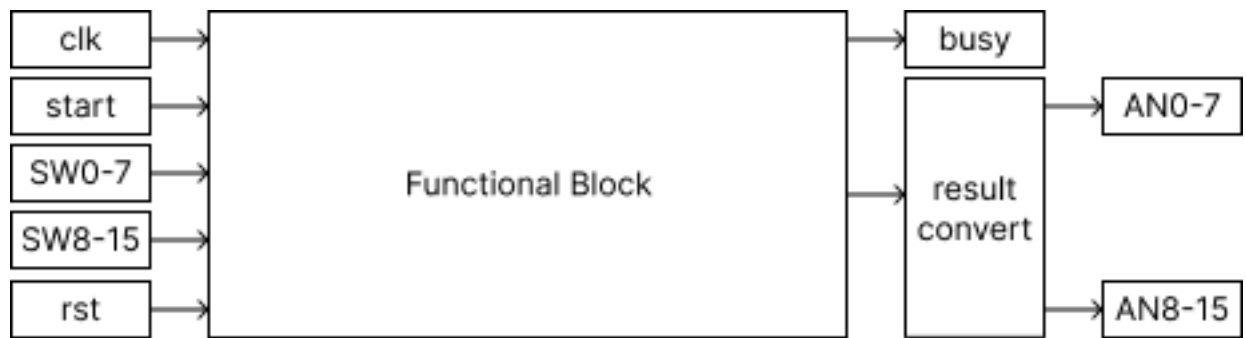 clk
start
SW0-7
SW8-15
rst
Functional Block
busy
result
convert
AN0-7
AN8-15